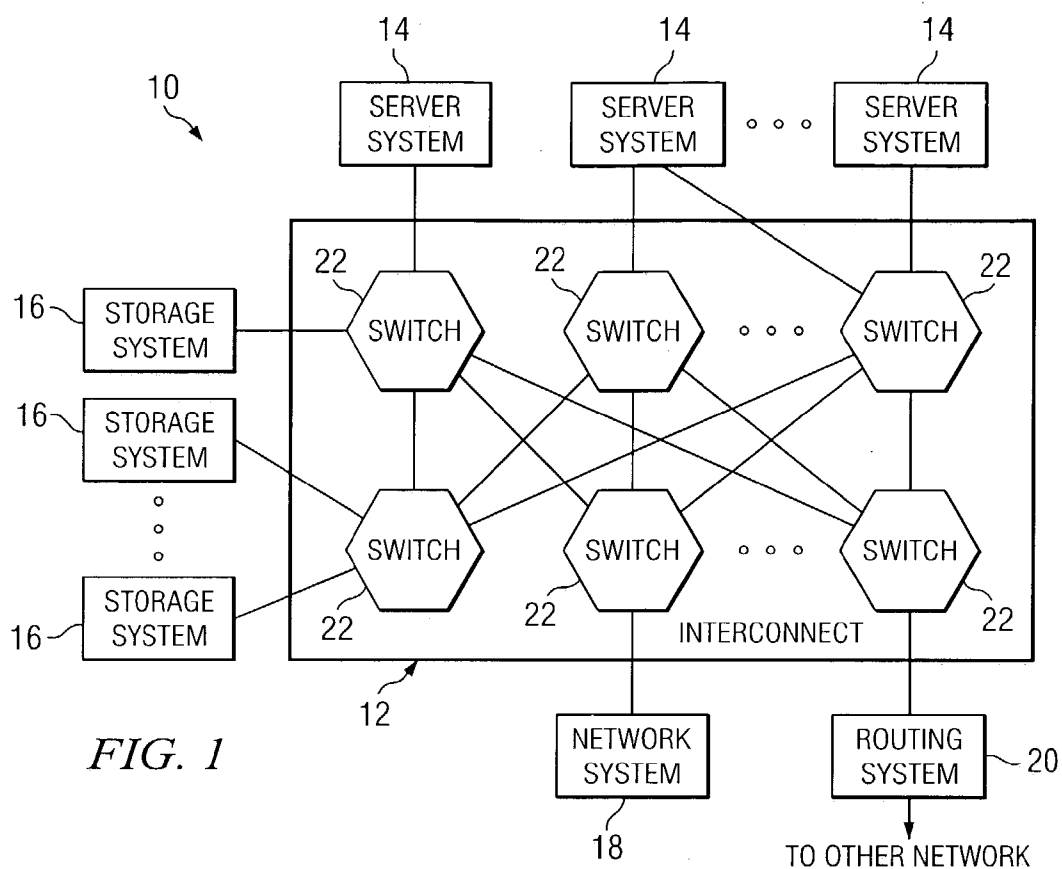 14
14
14
10
SERVER
SYSTEM
SERVER
SYSTEM
SERVER
SYSTEM
22
22
22
16
STORAGE
SYSTEM
SWITCH
SWITCH
SWITCH
16
STORAGE
SYSTEM
SWITCH
SWITCH
SWITCH
16
STORAGE
SYSTEM
22
22
22
INTERCONNECT
12
FIG. 1
NETWORK
SYSTEM
18
ROUTING
SYSTEM
20
TO OTHER NETWORK